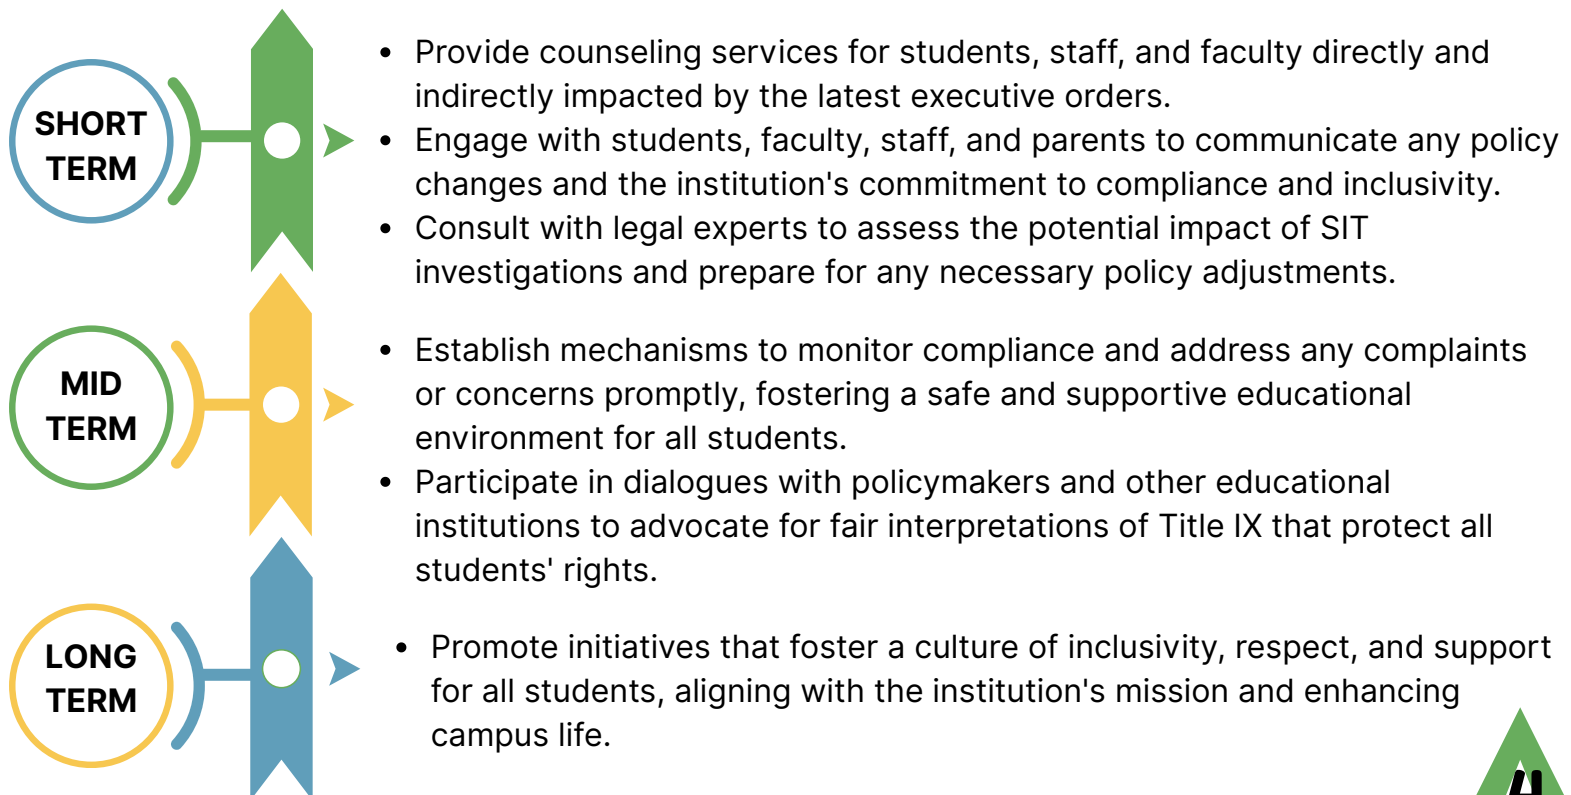 SHORT
TERM
• Provide counseling services for students, staff, and faculty directly and
indirectly impacted by the latest executive orders.
• Engage with students, faculty, staff, and parents to communicate any policy
changes and the institution's commitment to compliance and inclusivity.
• Consult with legal experts to assess the potential impact of SIT
investigations and prepare for any necessary policy adjustments.
MID
TERM
• Establish mechanisms to monitor compliance and address any complaints
or concerns promptly, fostering a safe and supportive educational
environment for all students.
• Participate in dialogues with policymakers and other educational
institutions to advocate for fair interpretations of Title IX that protect all
students' rights.
LONG
TERM
• Promote initiatives that foster a culture of inclusivity, respect, and support
for all students, aligning with the institution's mission and enhancing
campus life.